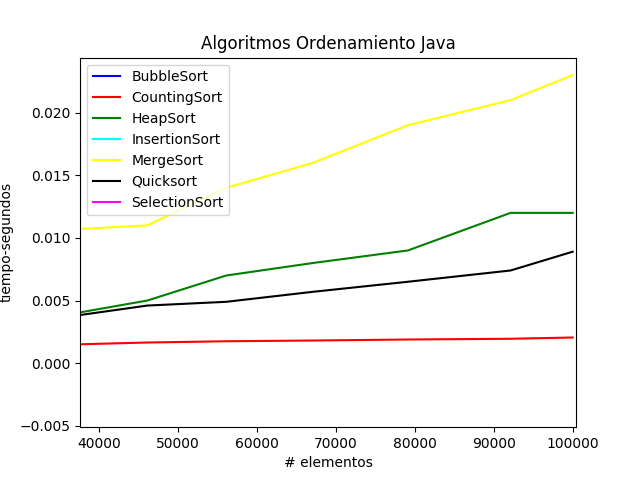 Algoritmos Ordenamiento Java
BubbleSort
CountingSort
HeapSort
InsertionSort
MergeSort
Quicksort
SelectionSort
tiempo-segundos
0.020
0.015
0.010
0.005
0.000
−0.005
40000 50000 60000 70000 80000 90000 100000
# elementos